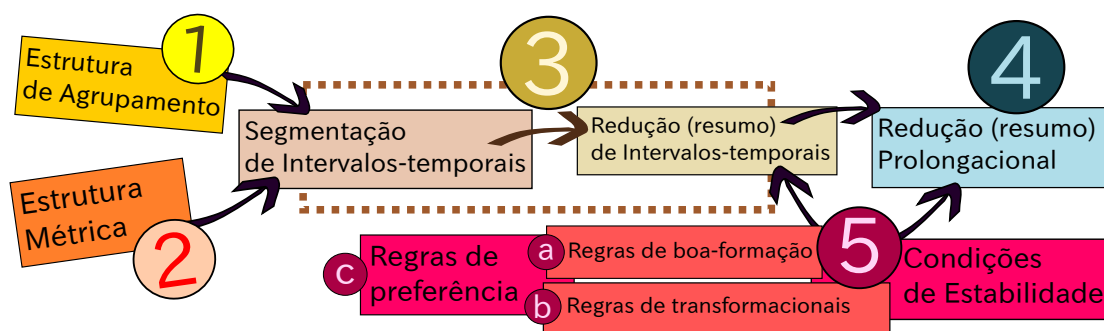 1
Estrutura
de Agrupamento
2
Estrutura
Métrica
3
Segmentação
de Intervalos-temporais
Redução (resumo)
de Intervalos-temporais
4
Redução (resumo)
Prolongacional
5
Condições
de Estabilidade
a
Regras de boa-formação
b
Regras de transformacionais
c
Regras de
preferência